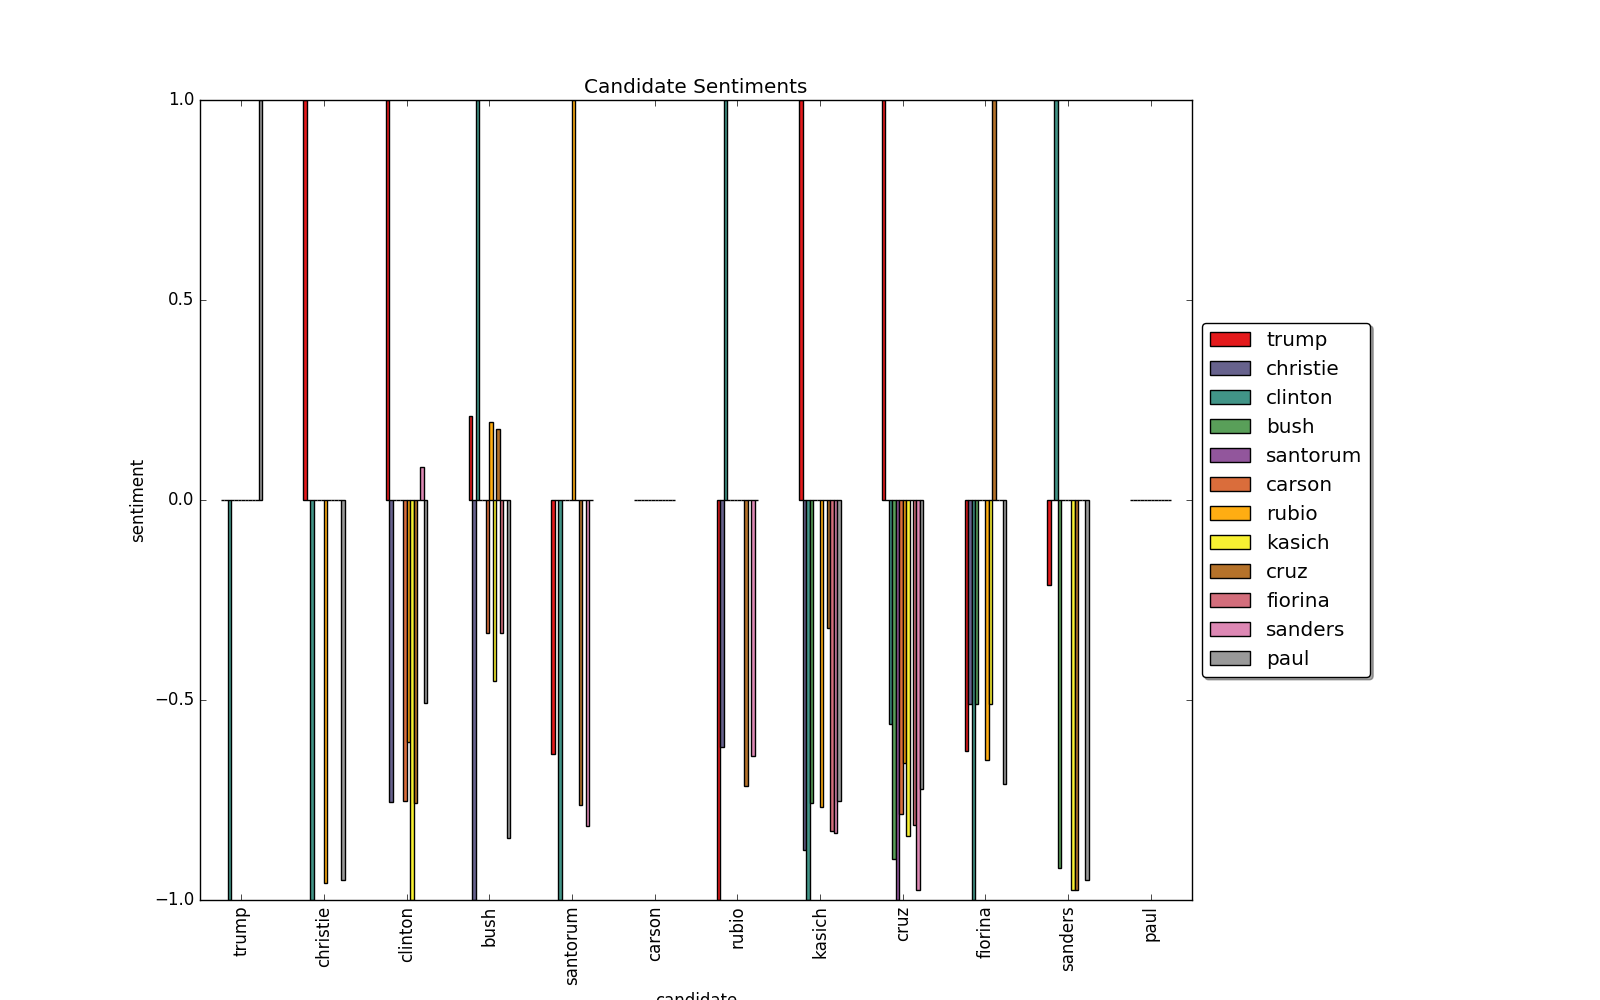 Candidate Sentiments
1.0
0.5
0.0
−0.5
−1.0
sentiment
trump
christie
clinton
bush
santorum
carson
rubio
kasich
cruz
fiorina
sanders
paul
candidate
trump
christie
clinton
bush
santorum
carson
rubio
kasich
cruz
fiorina
sanders
paul